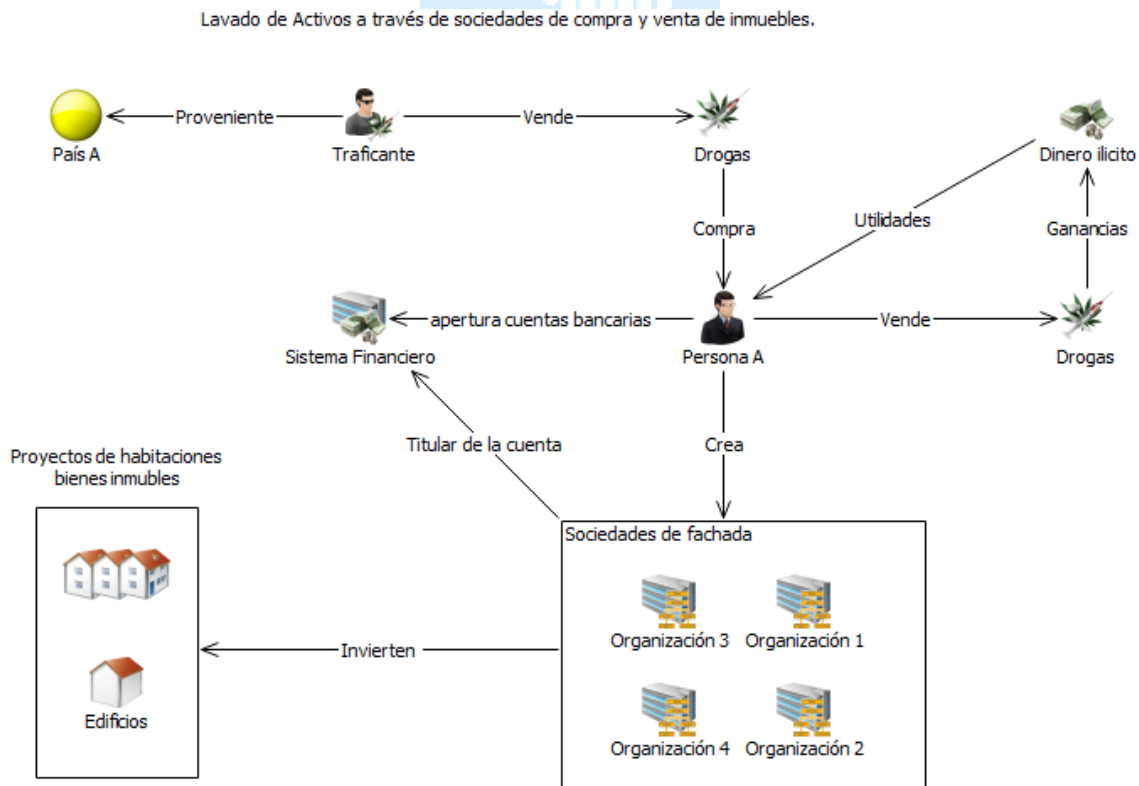 Lavado de Activos a través de sociedades de compra y venta de inmuebles.
Proveniente
Vende
País A
Traficante
Drogas
Dinero ilicito
Compra
Utilidades
Ganancias
apertura cuentas bancarias
Vende
Sistema Financiero
Persona A
Drogas
Titular de la cuenta
Crea
Proyectos de habitaciones
bienes inmubles
Sociedades de fachada
Organización 3
Organización 1
Invierten
Edificios
Organización 4
Organización 2